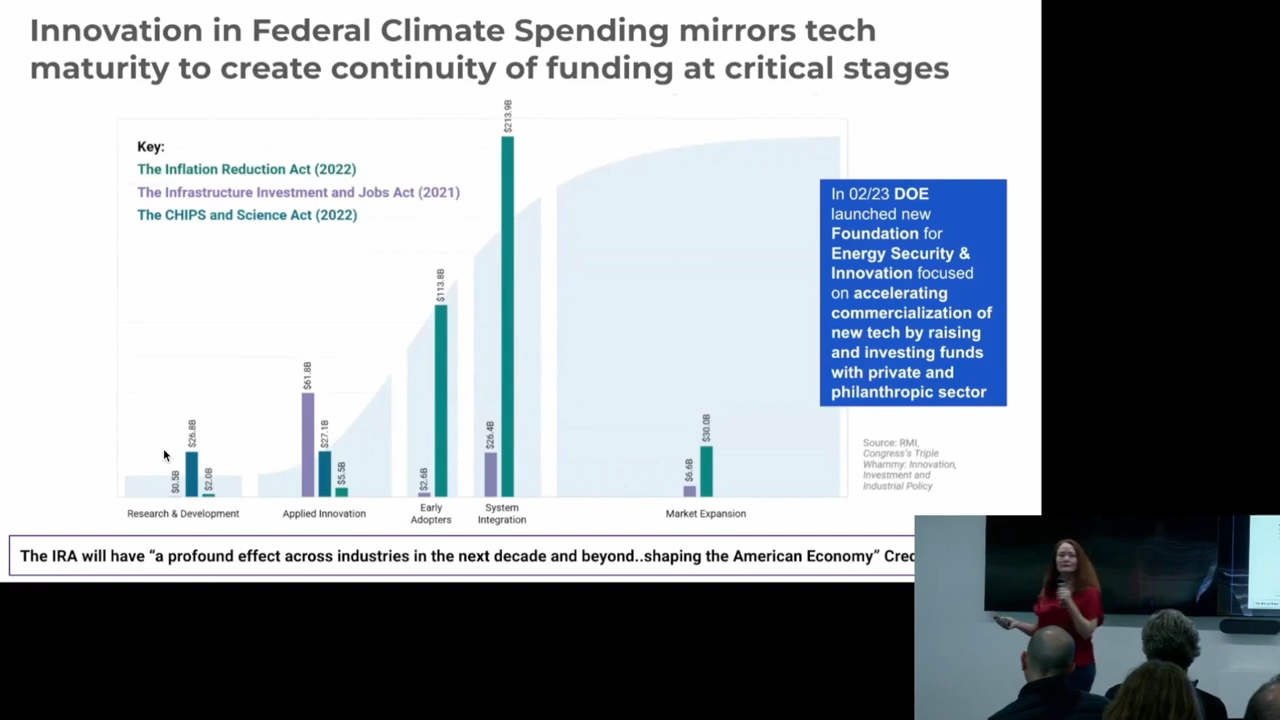 Innovation in Federal Climate Spending mirrors tech
maturity to create continuity of funding at critical stages
Key:
The Inflation Reduction Act (2022)
The Infrastructure Investment and Jobs Act (2021)
The CHIPS and Science Act (2022)
$0.5B
$26.8B
$2.0B
$61.8B
$27.1B
$5.5B
$2.6B
$113.8B
$26.4B
$213.9B
$6.6B
$30.0B
Research & Development
Applied Innovation
Early
Adopters
System
Integration
Market Expansion
In 02/23 DOE
launched new
Foundation for
Energy Security &
Innovation focused
on accelerating
commercialization of
new tech by raising
and investing funds
with private and
philanthropic sector
Source: RMI,
Congress's Triple
Whammy: Innovation,
Investment and
Industrial Policy
The IRA will have “a profound effect across industries in the next decade and beyond..shaping the American Economy”